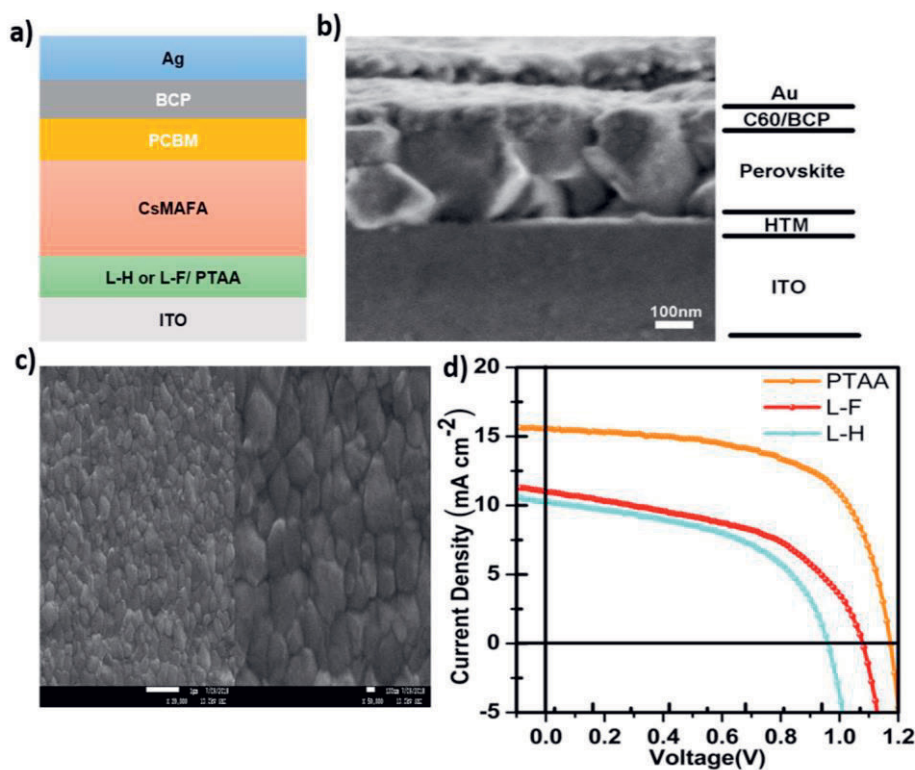 a)
Ag
BCP
PCBM
CsMAFA
L-H or L-F/ PTAA
ITO
b)
Au
C60/BCP
Perovskite
HTM
ITO
100nm
c)
d)
20
15
10
5
0
-5
0.0 0.2 0.4 0.6 0.8 1.0 1.2
Current Density (mA cm-2)
Voltage(V)
PTAA
L-F
L-H